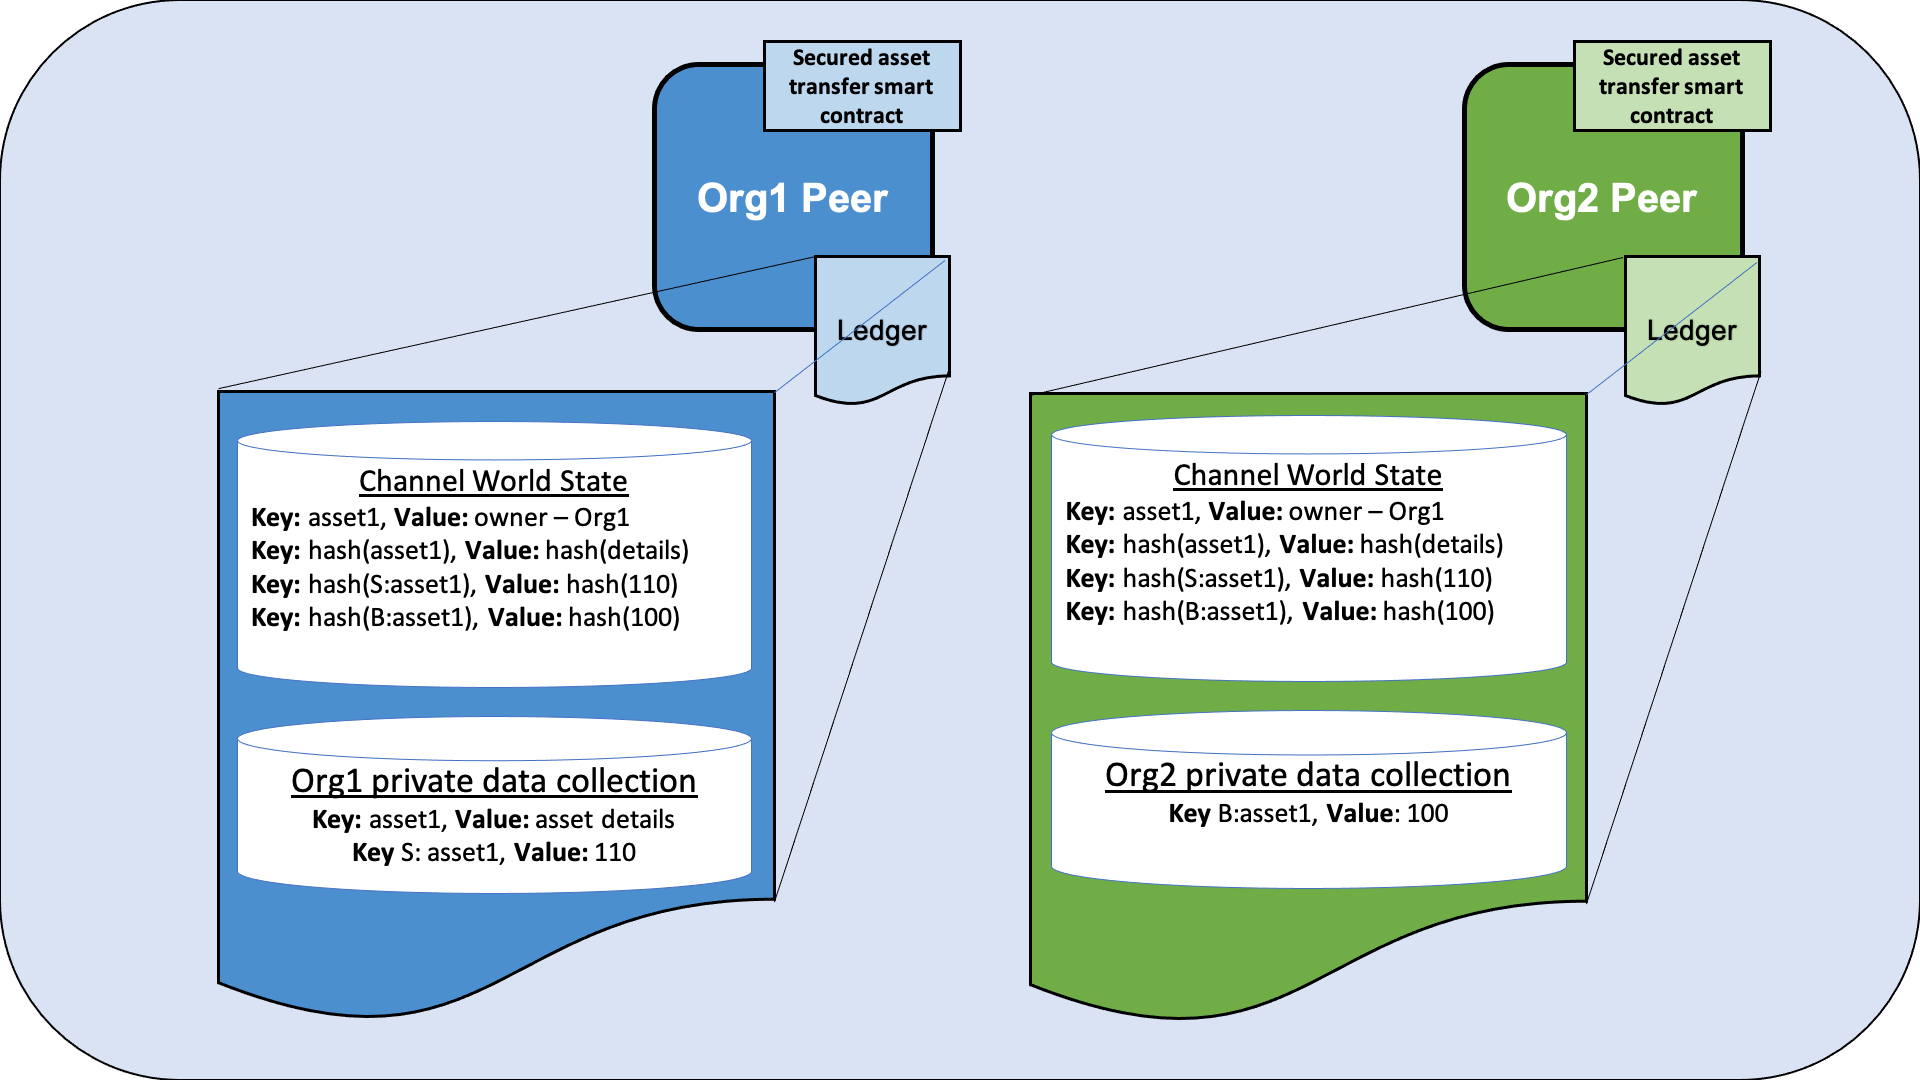 Secured asset
transfer smart
contract
Org1 Peer
Ledger
Channel World State
Key: asset1, Value: owner – Org1
Key: hash(asset1), Value: hash(details)
Key: hash(S:asset1), Value: hash(110)
Key: hash(B:asset1), Value: hash(100)
Org1 private data collection
Key: asset1, Value: asset details
Key S: asset1, Value: 110
Secured asset
transfer smart
contract
Org2 Peer
Ledger
Channel World State
Key: asset1, Value: owner – Org1
Key: hash(asset1), Value: hash(details)
Key: hash(S:asset1), Value: hash(110)
Key: hash(B:asset1), Value: hash(100)
Org2 private data collection
Key B:asset1, Value: 100